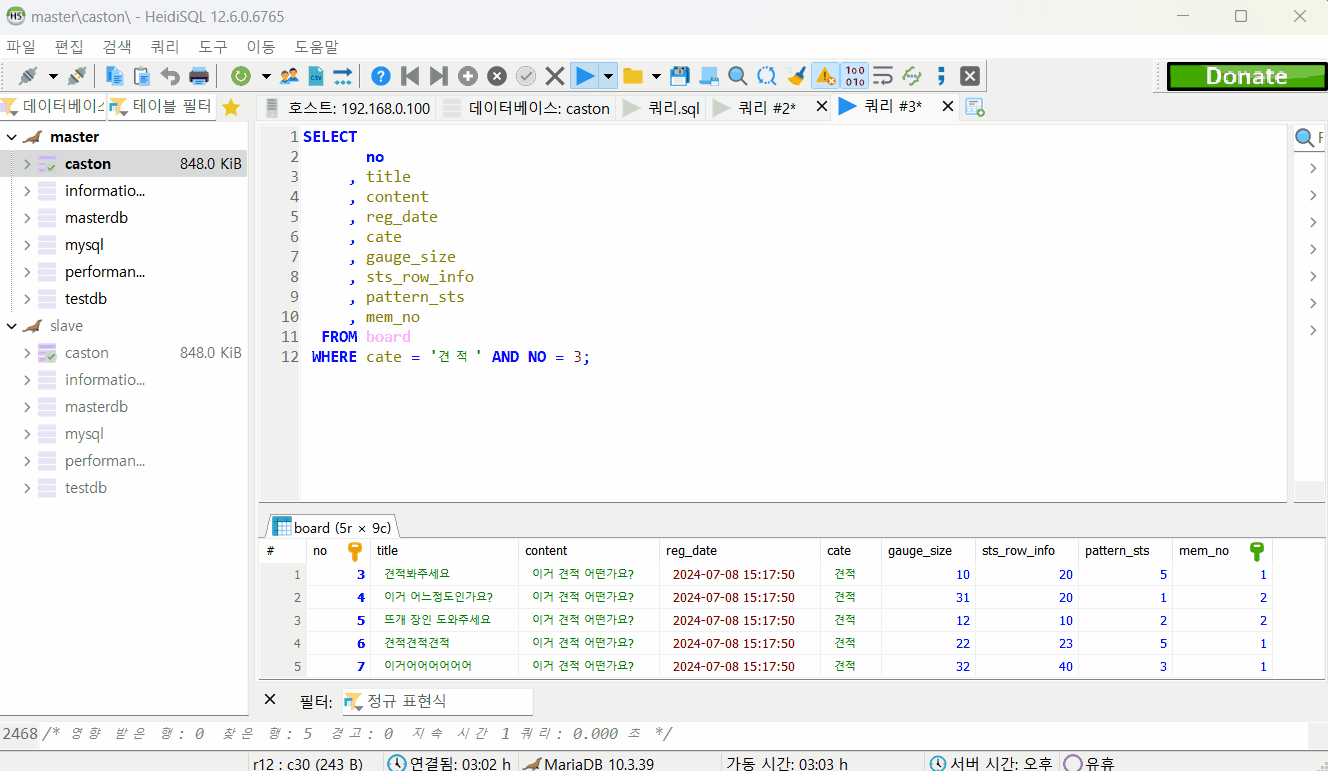 master\caston\ - HeidiSQL 12.6.0.6765
파일 편집 검색 쿼리 도구 이동 도움말
Donate
데이터베이스 테이블 필터 호스트: 192.168.0.100 데이터베이스: caston 쿼리.sql 쿼리 #2* 쿼리 #3*
master
caston 848.0 KiB
informatio...
masterdb
mysql
performan...
testdb
slave
caston 848.0 KiB
informatio...
masterdb
mysql
performan...
testdb
1 SELECT
2 no
3 , title
4 , content
5 , reg_date
6 , cate
7 , gauge_size
8 , sts_row_info
9 , pattern_sts
10 , mem_no
11 FROM board
12 WHERE cate = '견적' AND NO = 3;
board (5r × 9c)
# no title content reg_date cate gauge_size sts_row_info pattern_sts mem_no
1 3 견적봐주세요 이거 견적 어떤가요? 2024-07-08 15:17:50 견적 10 20 5 1
2 4 이거 어느정도인가요? 이거 견적 어떤가요? 2024-07-08 15:17:50 견적 31 20 1 2
3 5 뜨개 장인 도와주세요 이거 견적 어떤가요? 2024-07-08 15:17:50 견적 12 10 2 2
4 6 견적견적견적 이거 견적 어떤가요? 2024-07-08 15:17:50 견적 22 23 5 1
5 7 이거어어어어어어 이거 견적 어떤가요? 2024-07-08 15:17:50 견적 32 40 3 1
필터: 정규 표현식
2468 /* 영향 받은 행: 0 찾은 행: 5 경고: 0 지속 시간 1 쿼리: 0.000 초 */
r12 : c30 (243 B) 연결됨: 03:02 h MariaDB 10.3.39 가동 시간: 03:03 h 서버 시간: 오후 유휴